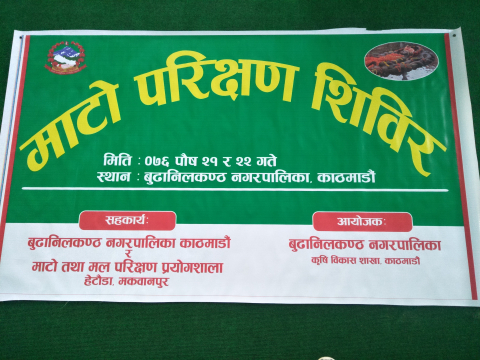 माटो परिक्षण शिविर
मिति : ०७६ पौष २१ र २२ गते
स्थान : बुढानिलकण्ठ नगरपालिका, काठमाडौं
सहकार्यः
बुढानिलकण्ठ नगरपालिका काठमाडौं
र
माटो तथा मल परिक्षण प्रयोगशाला
हेटौडा, मकवानपुर
आयोजकः
बुढानिलकण्ठ नगरपालिका
कृषि विकास शाखा, काठमाडौं